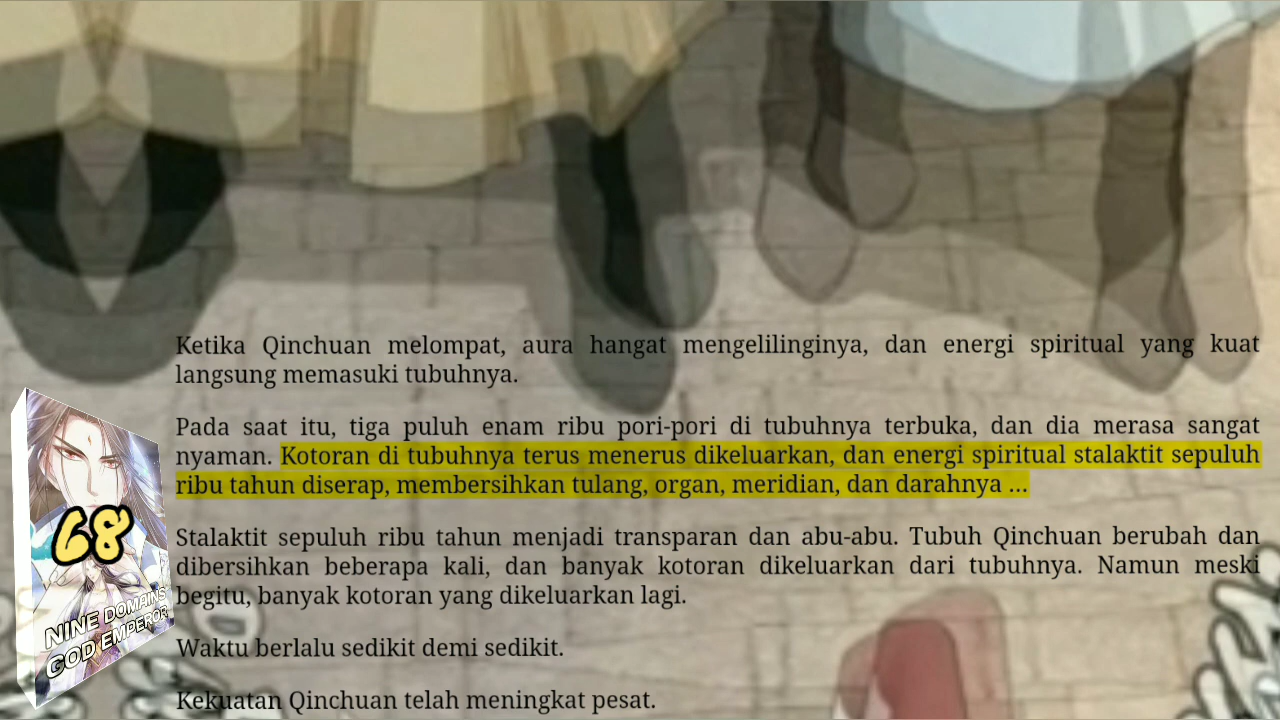 Ketika Qinchuan melompat, aura hangat mengelilinginya, dan energi spiritual yang kuat
langsung memasuki tubuhnya.
Pada saat itu, tiga puluh enam ribu pori-pori di tubuhnya terbuka, dan dia merasa sangat
nyaman. Kotoran di tubuhnya terus menerus dikeluarkan, dan energi spiritual stalaktit sepuluh
ribu tahun diserap, membersihkan tulang, organ, meridian, dan darahnya ...
Stalaktit sepuluh ribu tahun menjadi transparan dan abu-abu. Tubuh Qinchuan berubah dan
dibersihkan beberapa kali, dan banyak kotoran dikeluarkan dari tubuhnya. Namun meski
begitu, banyak kotoran yang dikeluarkan lagi.
Waktu berlalu sedikit demi sedikit.
Kekuatan Qinchuan telah meningkat pesat.
68
NINE DOMAINS
GOD EMPEROR